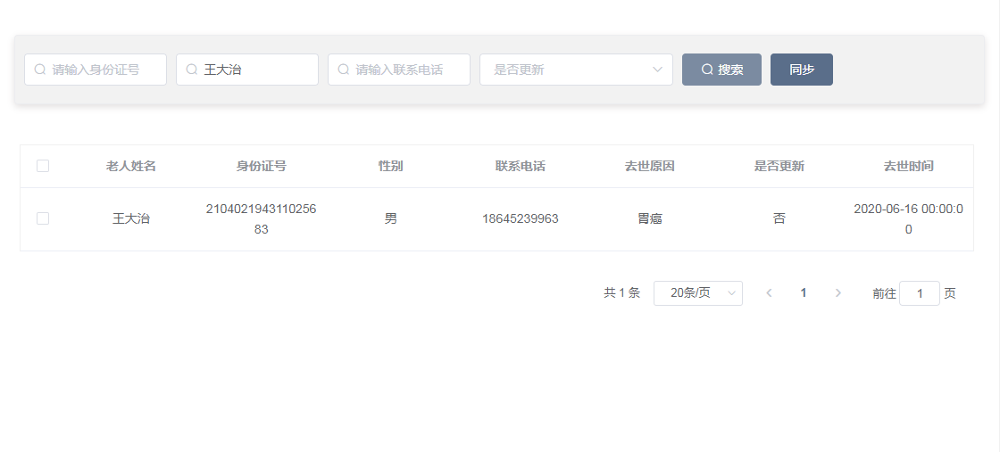 请输入身份证号 王大治 请输入联系电话 是否更新 搜索 同步
老人姓名 身份证号 性别 联系电话 去世原因 是否更新 去世时间
王大治 2104021943110256 男 18645239963 胃癌 否 2020-06-16 00:00:0
83 0
共 1 条 20条/页 1 前往 1 页